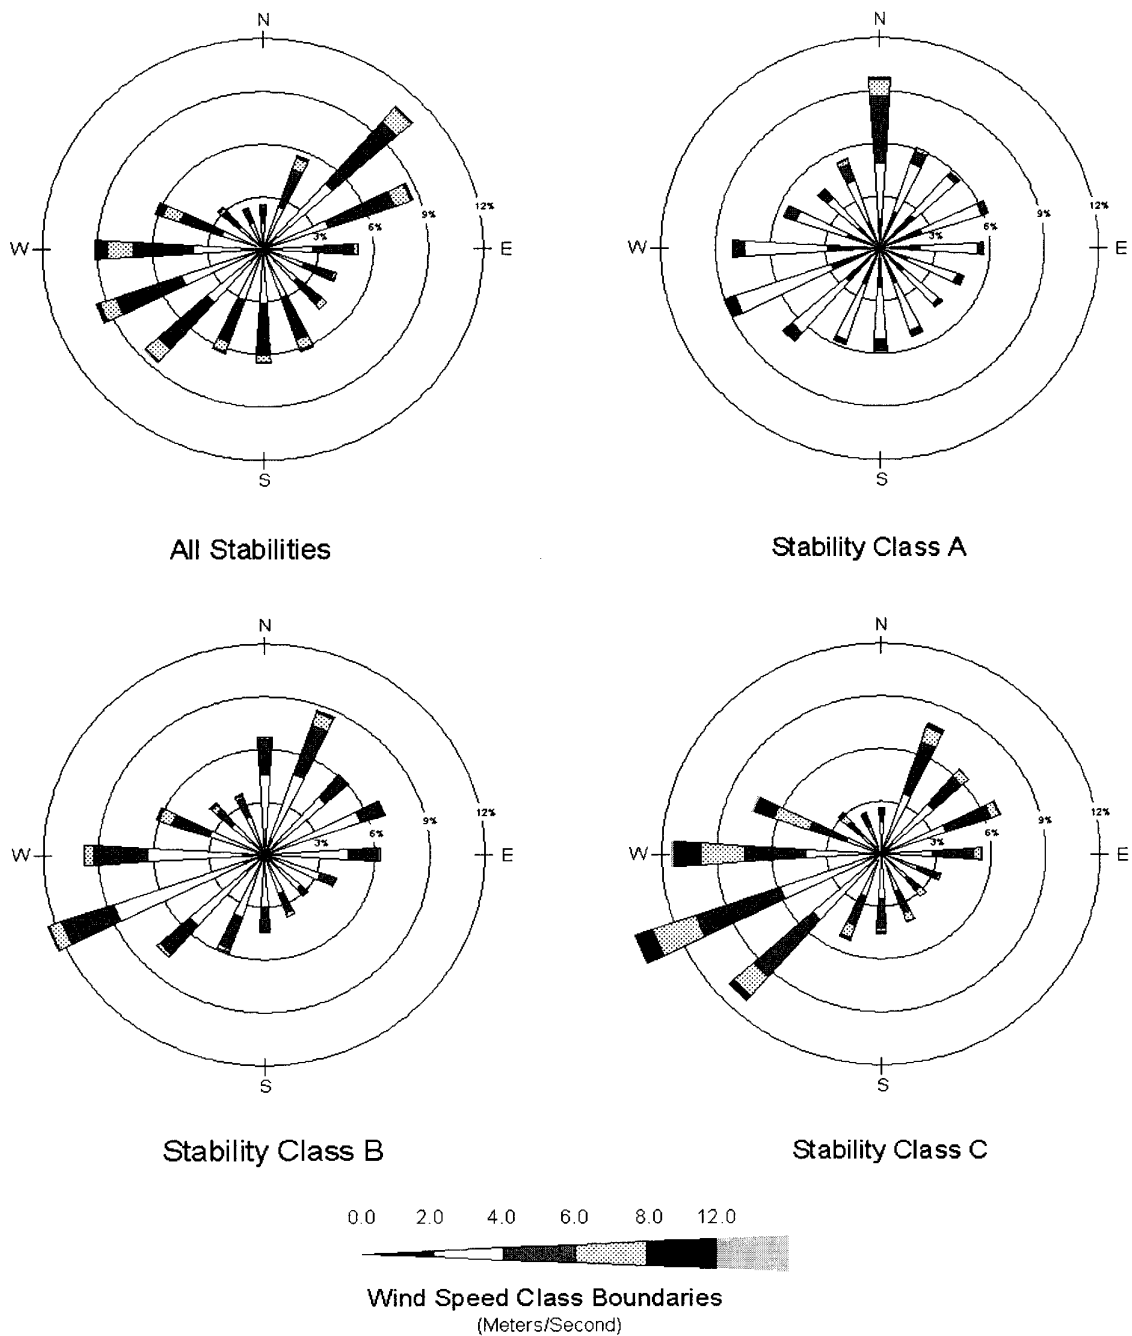 N
N
12%
9%
6%
3%
W
E
S
12%
9%
6%
3%
W
E
S
All Stabilities
Stability Class A
N
N
12%
9%
6%
3%
W
E
S
12%
9%
6%
3%
W
E
S
Stability Class B
Stability Class C
0.0 2.0 4.0 6.0 8.0 12.0
Wind Speed Class Boundaries
(Meters/Second)